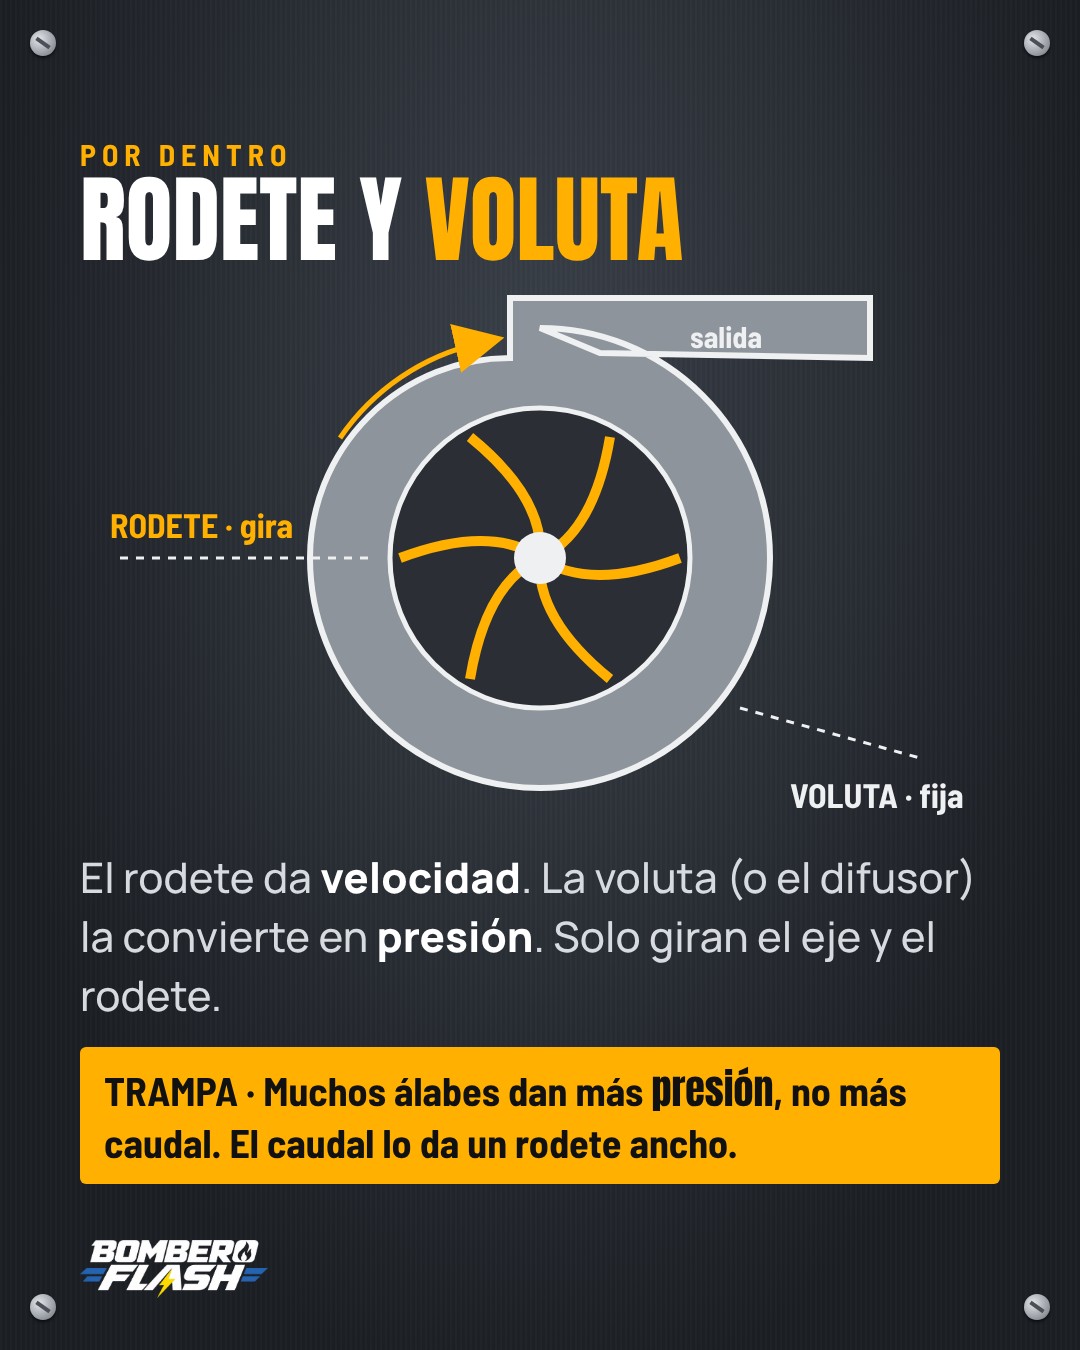 POR DENTRO
RODETE Y VOLUTA
salida
RODETE · gira
VOLUTA · fija
El rodete da velocidad. La voluta (o el difusor)
la convierte en presión. Solo giran el eje y el
rodete.
TRAMPA · Muchos álabes dan más presión, no más
caudal. El caudal lo da un rodete ancho.
BOMBERO
FLASH